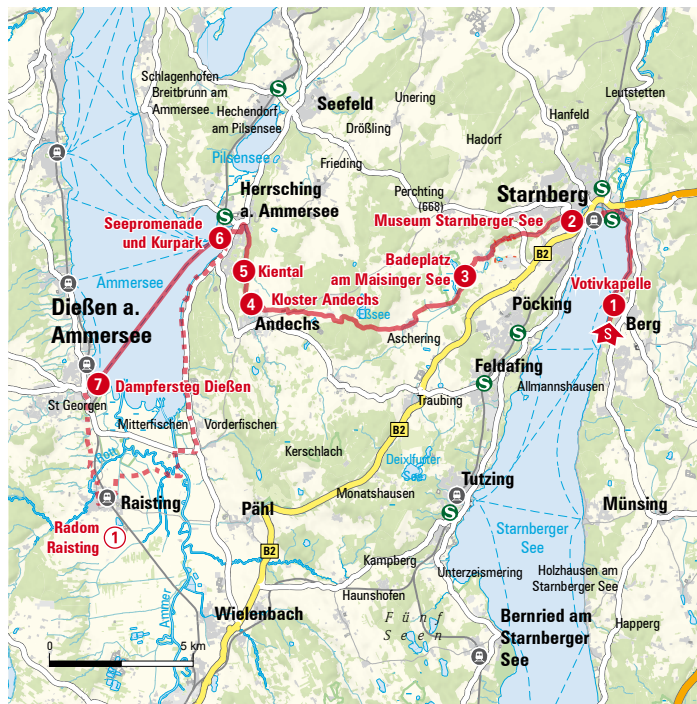 Schlagenhofen
Breitbrunn am
Ammersee
S
Hechendorf
am Pilsensee
Seefeld
Unering
Drößling
Leutstetten
Hanfeld
Hadorf
Pilsensee
Frieding
Herrsching
a. Ammersee
S
Perchting
(668)
Starnberg
S
S
Museum Starnberger See
2
Seepromenade
und Kurpark
6
B2
Badeplatz
am Maisinger See
3
5
Kiental
Ammersee
Votivkapelle
1
Dießen a.
Ammersee
4
Kloster Andechs
Eßsee
Andechs
Pöcking
S
Berg
S
Aschering
Feldafing
S
7
Dampfersteg Dießen
St Georgen
Allmannshausen
Traubing
Mitterfischen
Vorderfischen
B2
Rott
Kerschlach
Deixlfurter
See
Tutzing
Monatshausen
Raisting
Pähl
S
Münsing
Radom
Raisting
1
Starnberger
See
B2
Kampberg
Unterzeismering
Holzhausen am
Starnberger See
Ammer
Haunshofen
Wielenbach
Fünf
Seen
Bernried am
Starnberger
See
Happerg
0
5 km